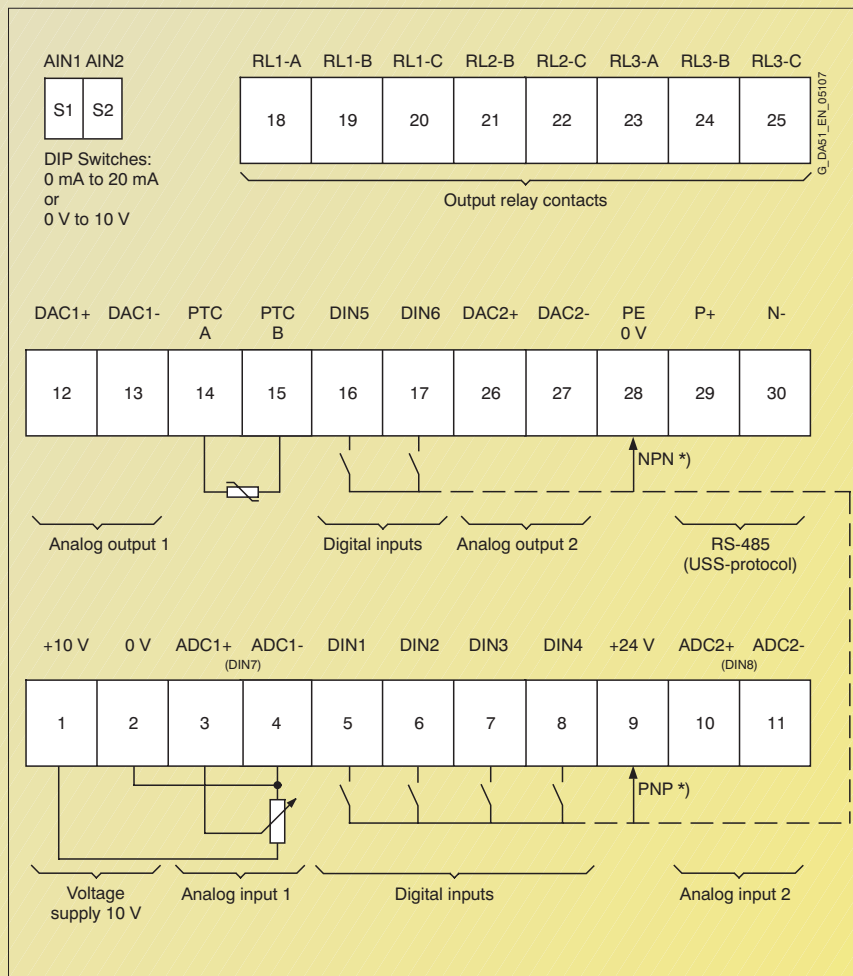 AIN1 AIN2
S1 S2
DIP Switches:
0 mA to 20 mA
or
0 V to 10 V
RL1-A RL1-B RL1-C RL2-B RL2-C RL3-A RL3-B RL3-C
18 19 20 21 22 23 24 25
Output relay contacts
G_DA51_EN_05107
DAC1+ DAC1- PTC PTC DIN5 DIN6 DAC2+ DAC2- PE P+ N-
A B 0 V
12 13 14 15 16 17 26 27 28 29 30
NPN *)
Analog output 1 Digital inputs Analog output 2 RS-485
(USS-protocol)
+10 V 0 V ADC1+ ADC1- DIN1 DIN2 DIN3 DIN4 +24 V ADC2+ ADC2-
(DIN7) (DIN8)
1 2 3 4 5 6 7 8 9 10 11
PNP *)
Voltage Analog input 1 Digital inputs Analog input 2
supply 10 V